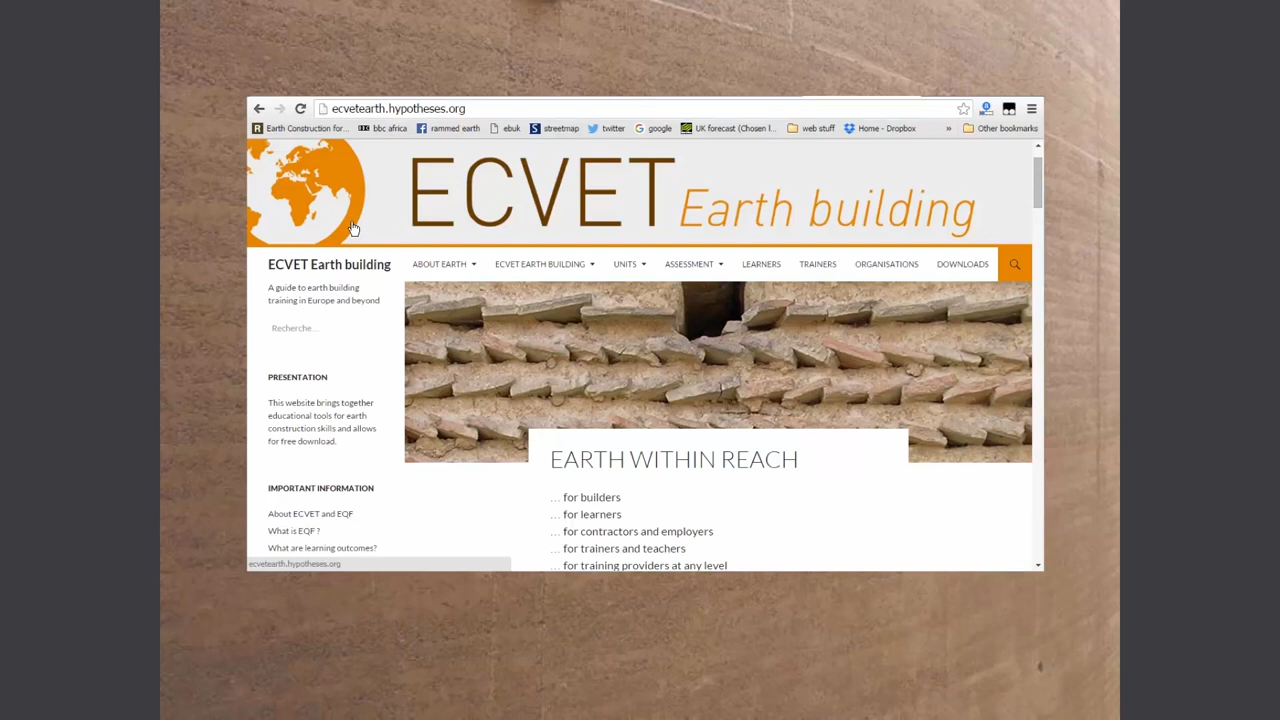 ecvetearth.hypotheses.org
Earth Construction for... bbc africa rammed earth ebuk streetmap twitter google UK forecast (Chosen l... web stuff Home - Dropbox » Other bookmarks
ECVET Earth building
ECVET Earth building
ABOUT EARTH ECVET EARTH BUILDING UNITS ASSESSMENT LEARNERS TRAINERS ORGANISATIONS DOWNLOADS
A guide to earth building
training in Europe and beyond
Recherche...
PRESENTATION
This website brings together
educational tools for earth
construction skills and allows
for free download.
IMPORTANT INFORMATION
About ECVET and EQF
What is EQF ?
What are learning outcomes?
EARTH WITHIN REACH
... for builders
... for learners
... for contractors and employers
... for trainers and teachers
... for training providers at any level
ecvetearth.hypotheses.org